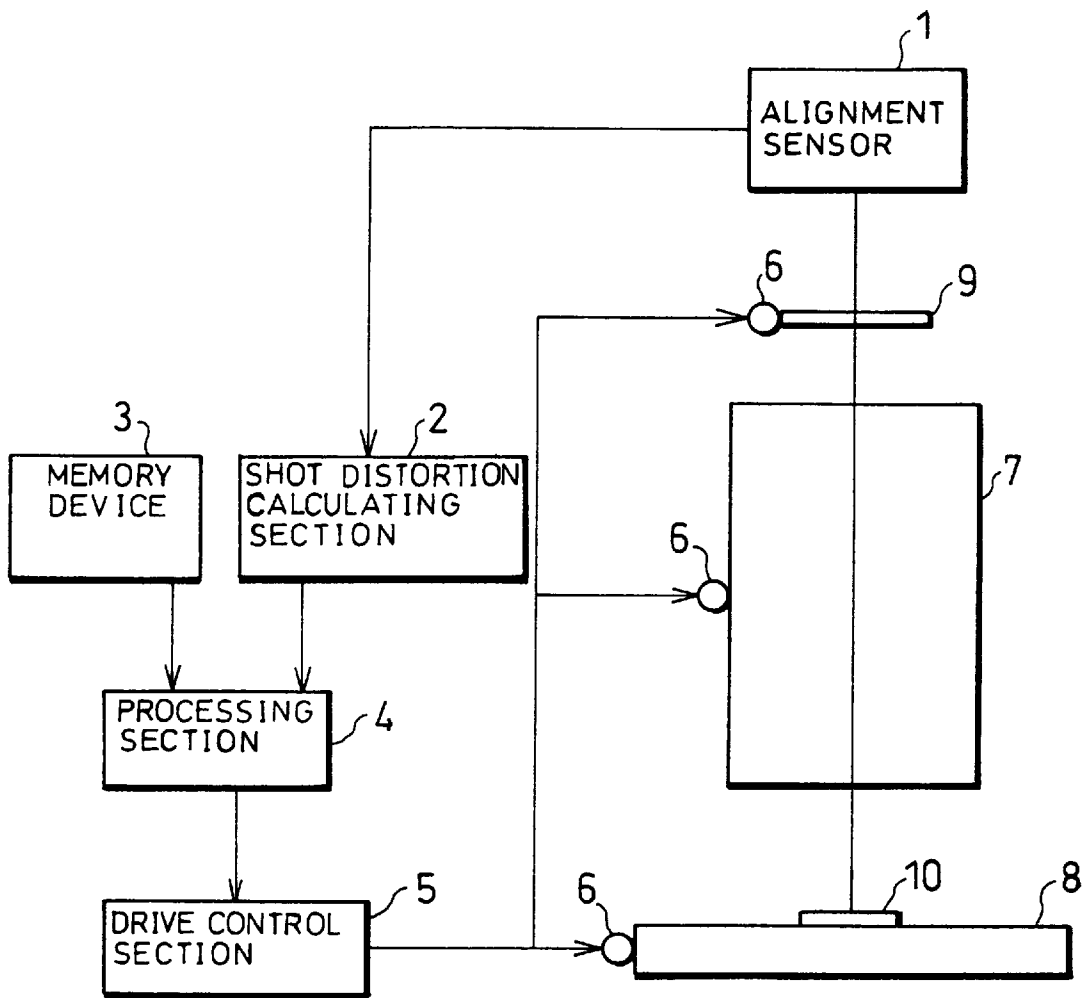 1
ALIGNMENT
SENSOR
6
9
3
2
MEMORY
DEVICE
SHOT DISTORTION
CALCULATING
SECTION
7
6
PROCESSING
SECTION
4
5
DRIVE CONTROL
SECTION
6
10
8